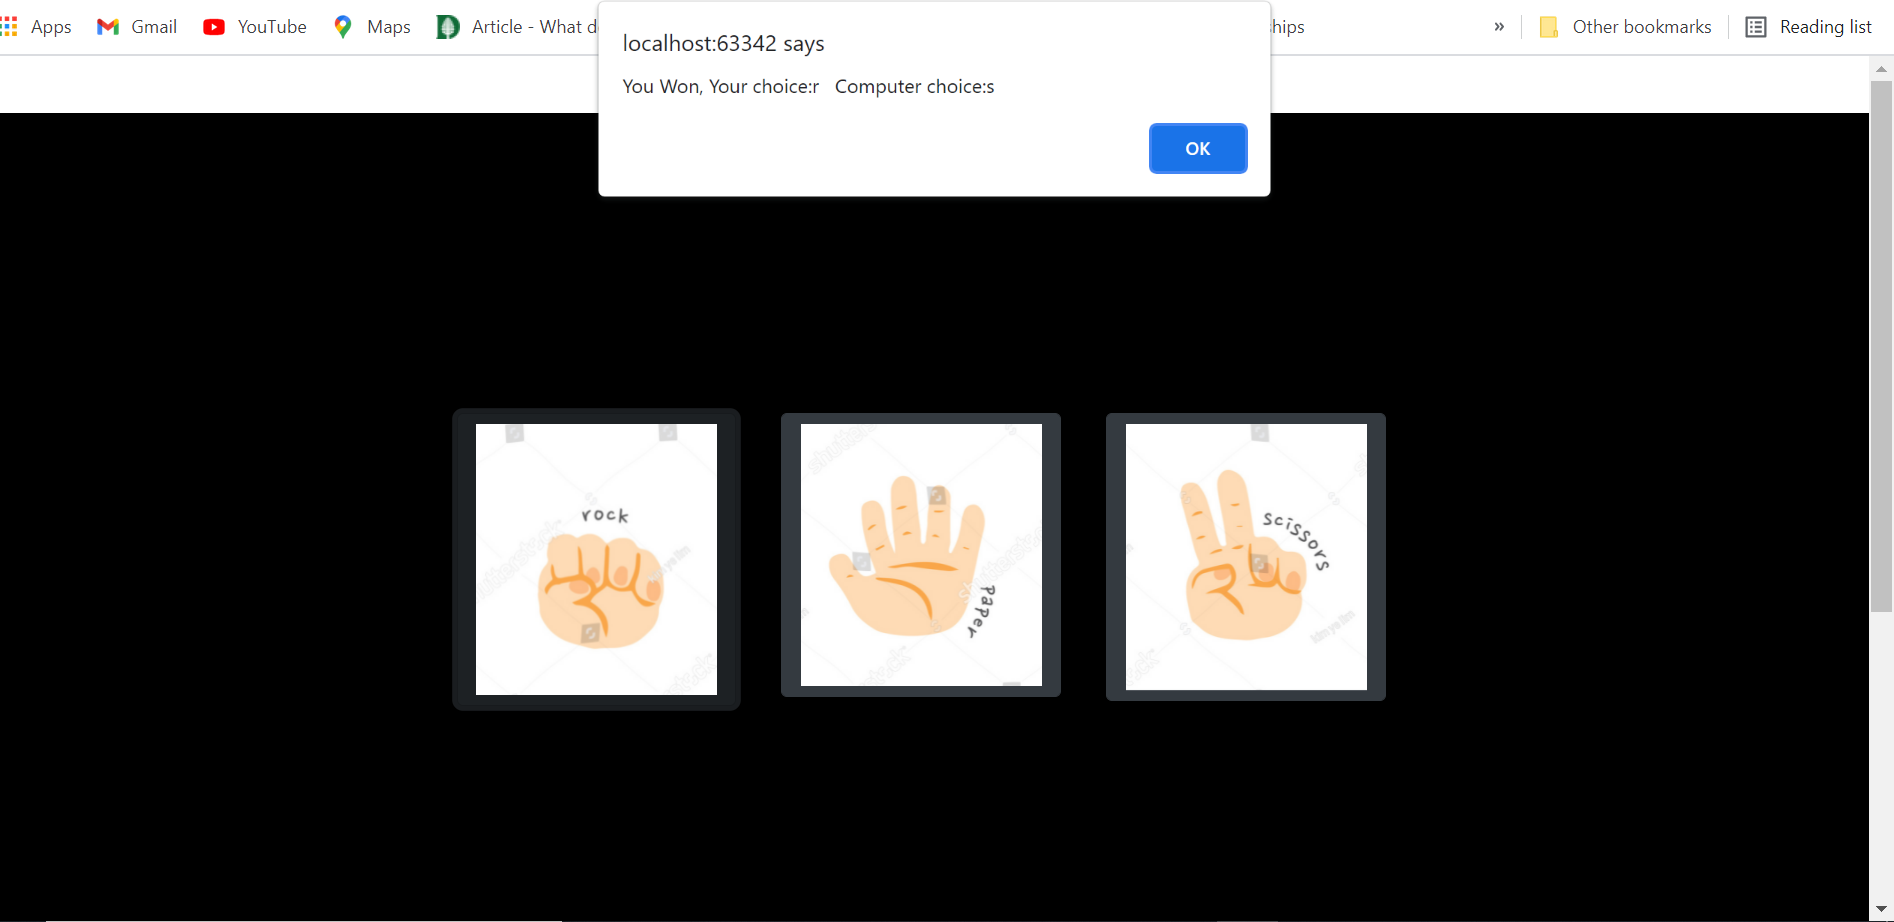 Apps Gmail YouTube Maps Article - What d hips » Other bookmarks Reading list
localhost:63342 says
You Won, Your choice:r Computer choice:s
OK
rock
paper
scissors
shutterstock